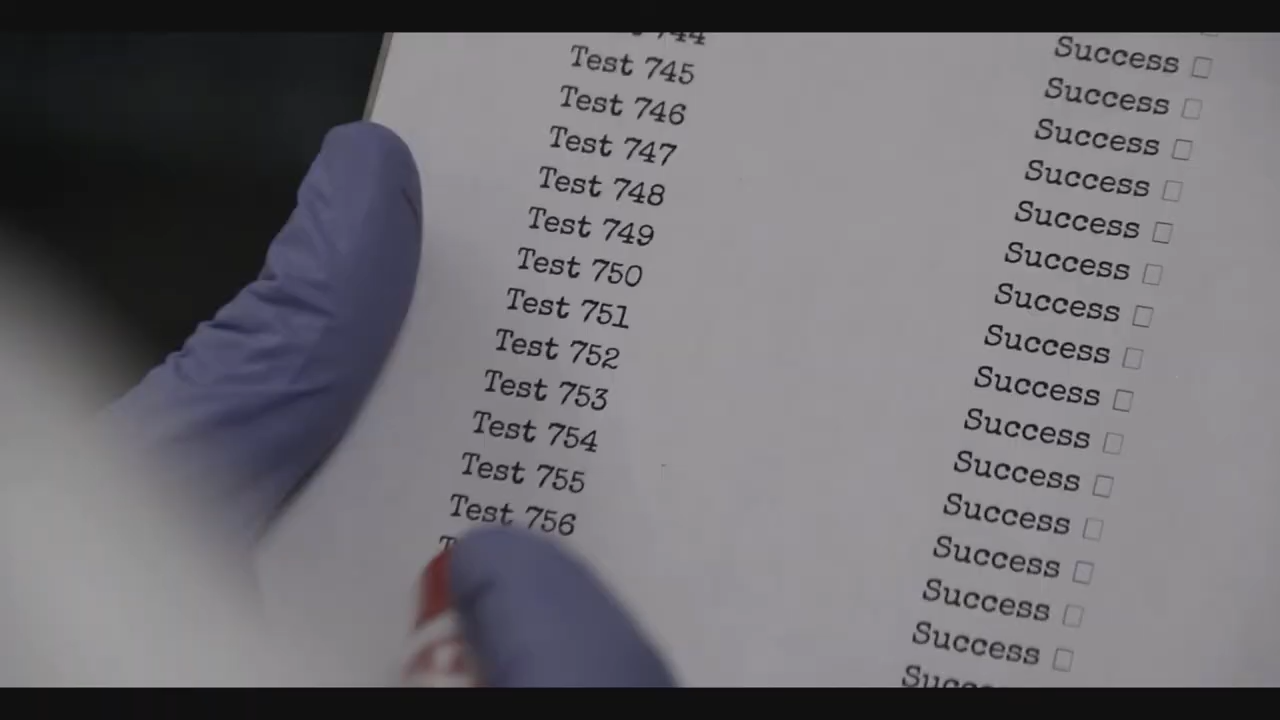 Success ☐
744 Success ☐
Test 745 Success ☐
Test 746 Success ☐
Test 747 Success ☐
Test 748 Success ☐
Test 749 Success ☐
Test 750 Success ☐
Test 751 Success ☐
Test 752 Success ☐
Test 753 Success ☐
Test 754 Success ☐
Test 755 Success ☐
Test 756 Success ☐
Success ☐